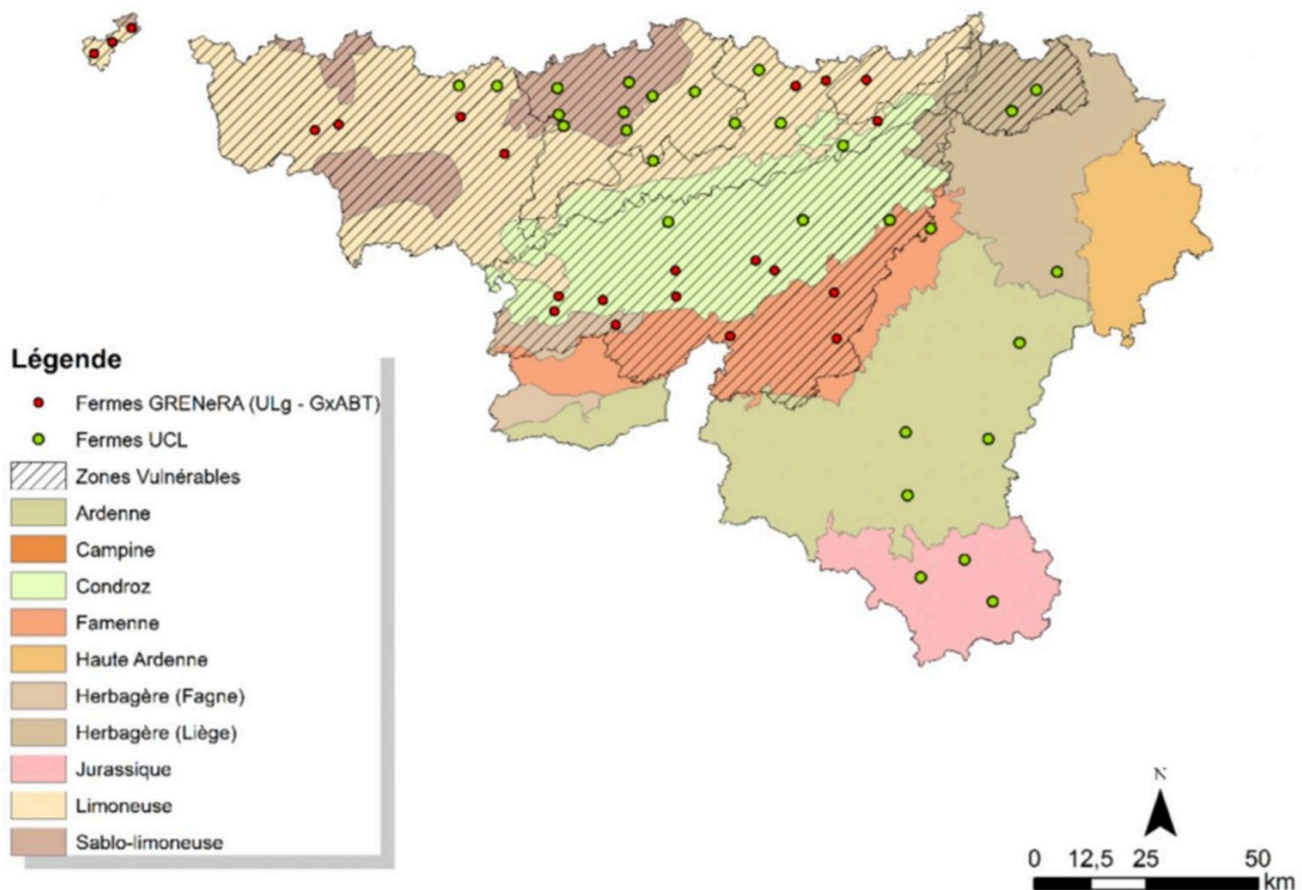 Légende
Fermes GRENeRA (ULg - GxABT)
Fermes UCL
Zones Vulnérables
Ardenne
Campine
Condroz
Famenne
Haute Ardenne
Herbagère (Fagne)
Herbagère (Liège)
Jurassique
Limoneuse
Sablo-limoneuse
N
0 12,5 25 50
km